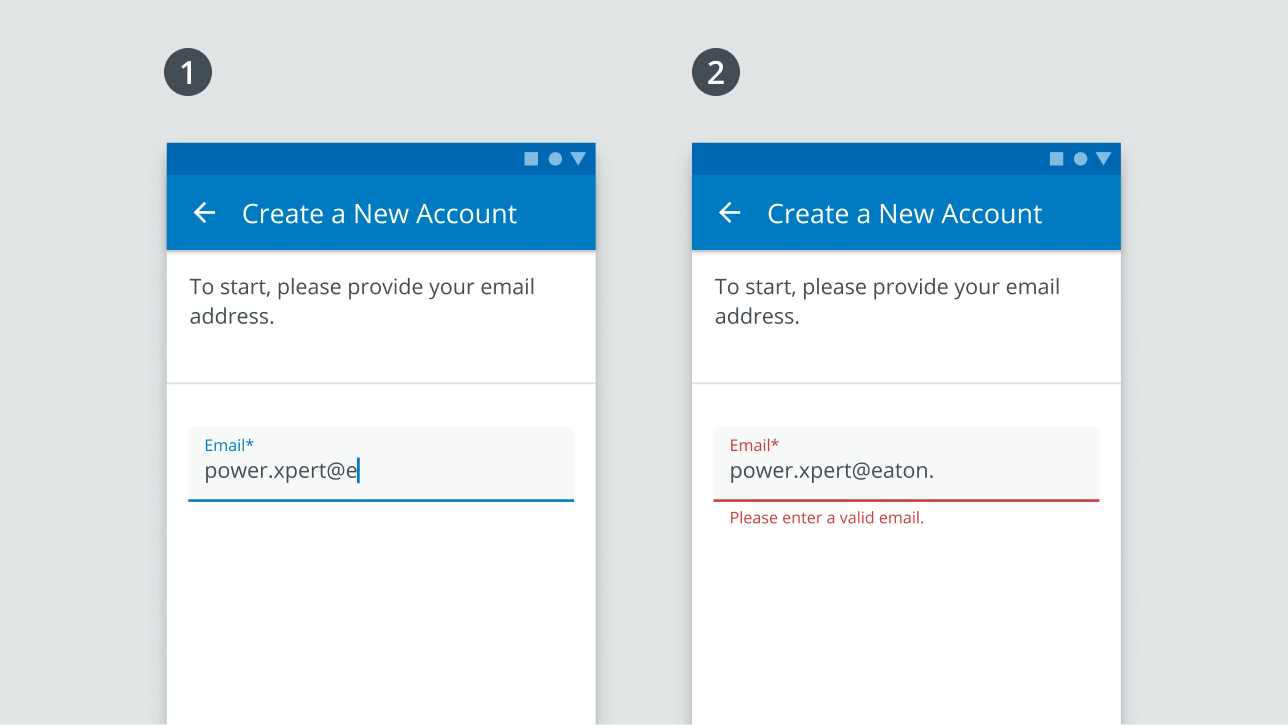 1
Create a New Account
To start, please provide your email
address.
Email*
power.xpert@e
2
Create a New Account
To start, please provide your email
address.
Email*
power.xpert@eaton.
Please enter a valid email.